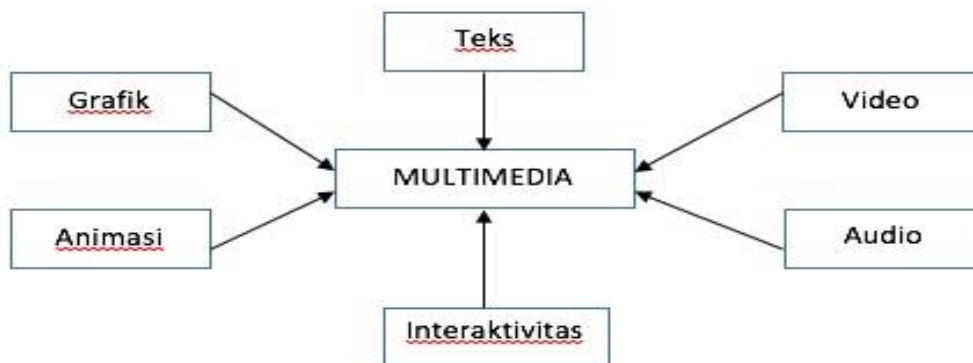 Teks
Grafik
Video
MULTIMEDIA
Animasi
Audio
Interaktivitas